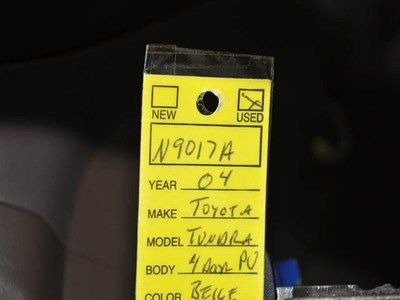 NEW USED
N9017A
YEAR 04
MAKE TOYOTA
MODEL TUNDRA
BODY 4 DOOR PU
COLOR BEIGE